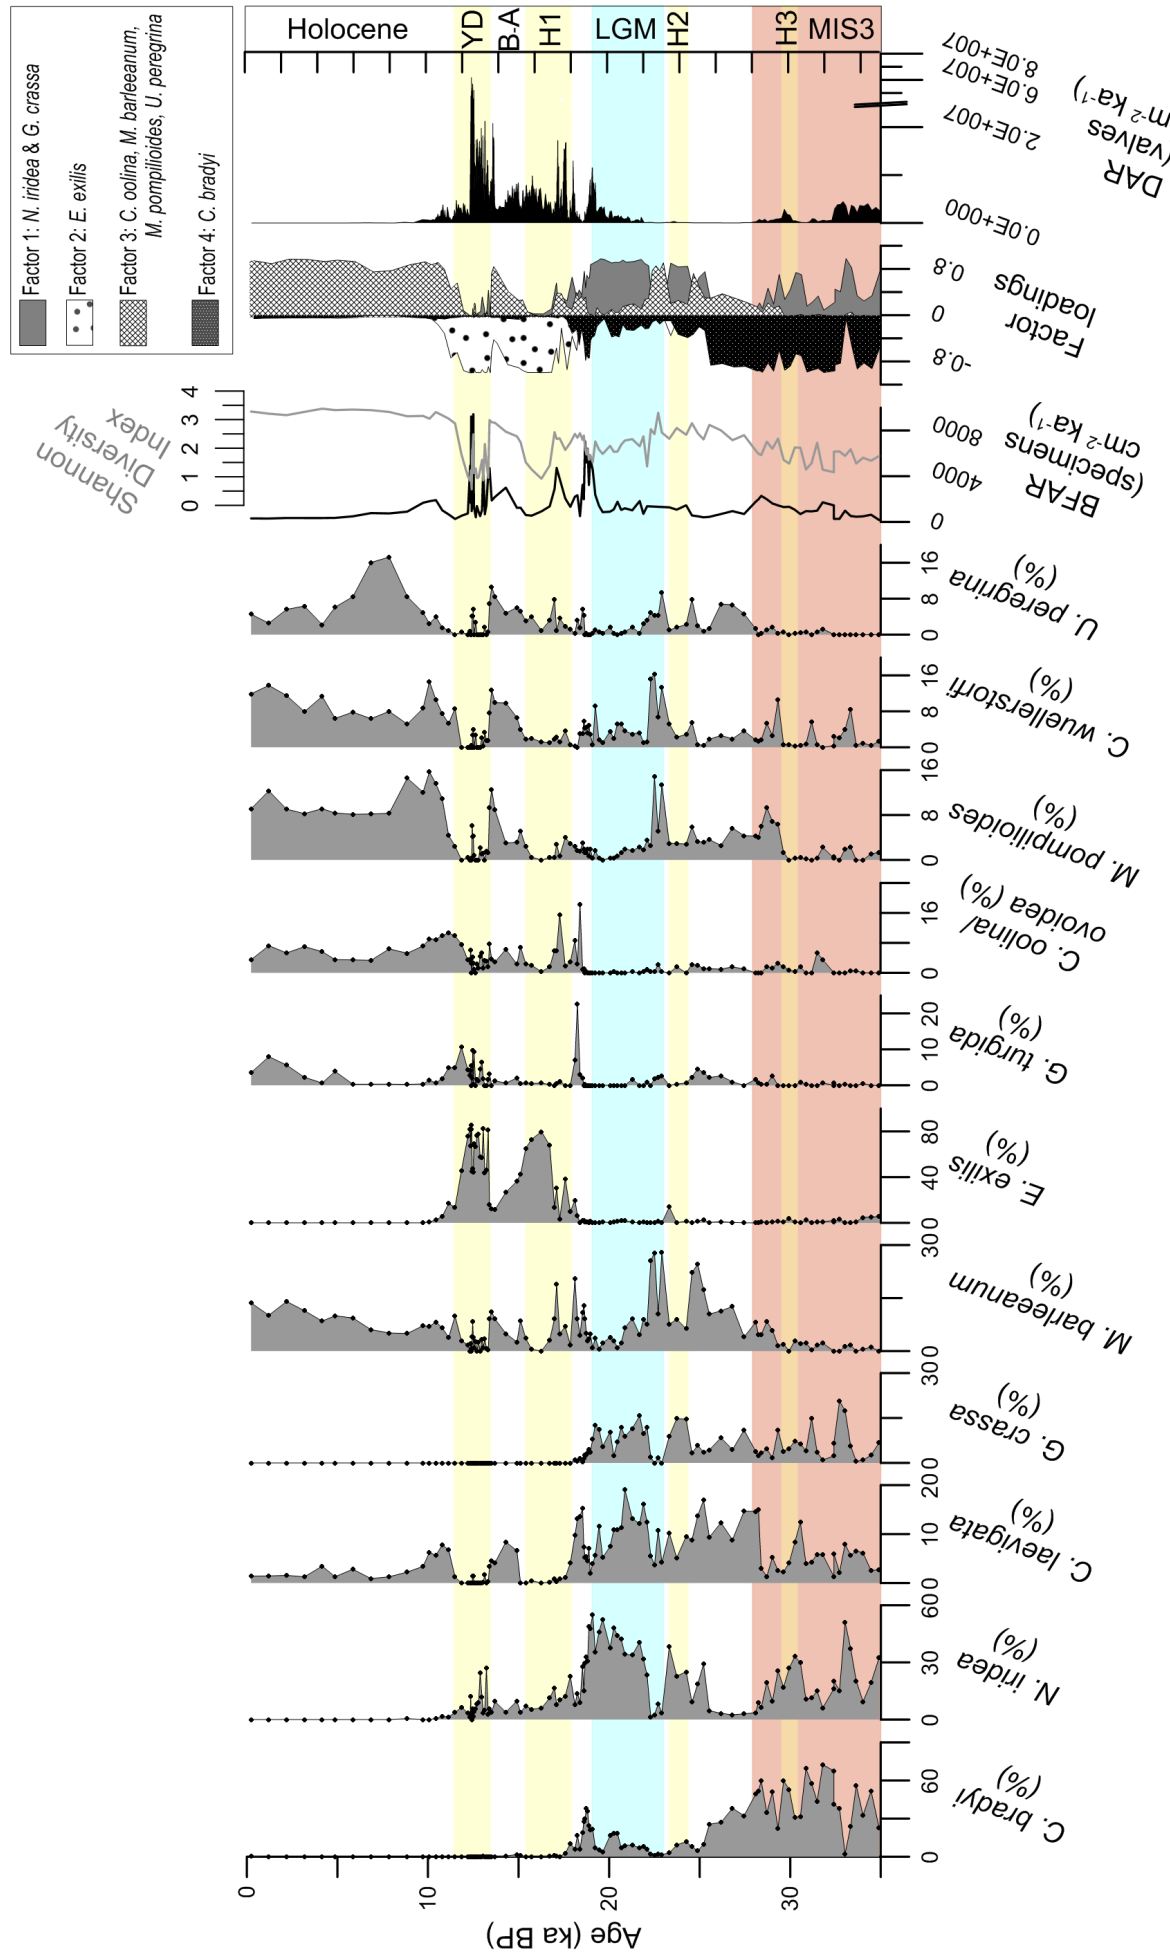 Factor 1: N. iridea & G. crassa
Factor 2: E. exilis
Factor 3: C. oolina, M. barleeanum,
M. pompilioides, U. peregrina
Factor 4: C. bradyi
Holocene
YD
B-A
H1
LGM
H2
H3
MIS3
DAR
(valves
m⁻² ka⁻¹)
0.0E+000
2.0E+007
6.0E+007
8.0E+007
Factor
loadings
-0.8
0
0.8
Shannon
Diversity
Index
0
1
2
3
4
BFAR
(specimens
cm⁻² ka⁻¹)
0
4000
8000
U. peregrina
(%)
0
8
16
C. wuellerstorfi
(%)
0
8
16
M. pompilioides
(%)
0
8
16
C. oolina/
ovoidea (%)
0
16
G. turgida
(%)
0
10
20
E. exilis
(%)
0
40
80
M. barleeanum
(%)
0
30
G. crassa
(%)
0
30
C. laevigata
(%)
0
10
20
N. iridea
(%)
0
30
60
C. bradyi
(%)
0
60
0
10
20
30
Age (ka BP)